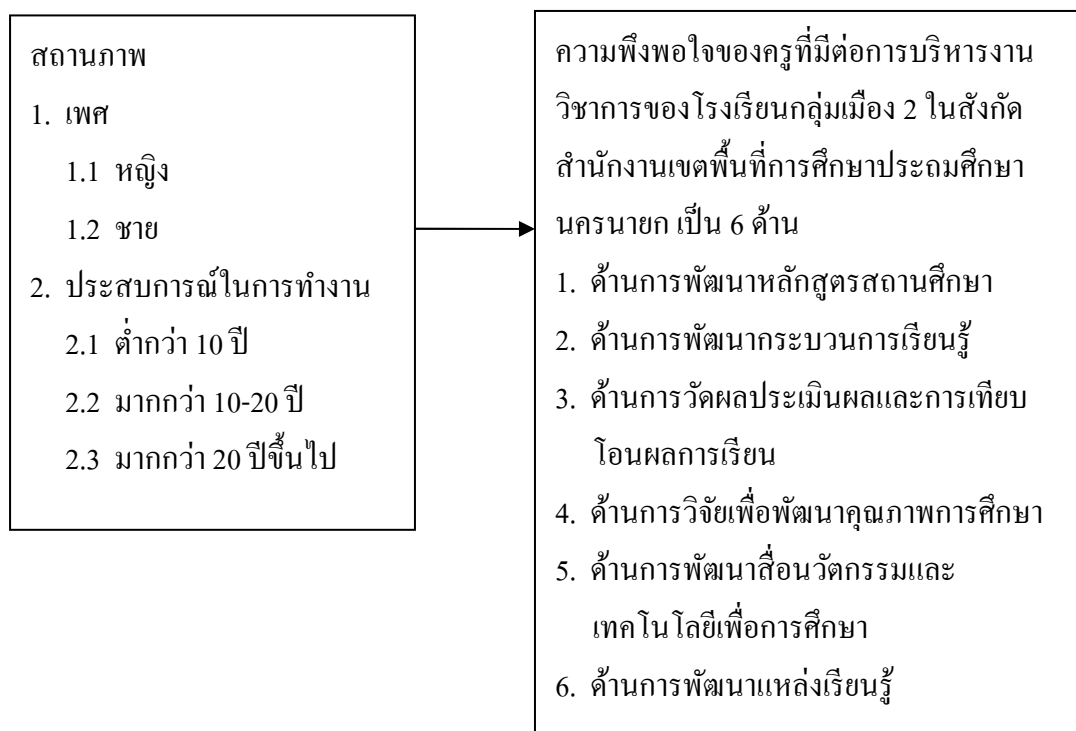 สถานภาพ
1. เพศ
1.1 หญิง
1.2 ชาย
2. ประสบการณ์ในการทำงาน
2.1 ต่ำกว่า 10 ปี
2.2 มากกว่า 10-20 ปี
2.3 มากกว่า 20 ปีขึ้นไป
ความพึงพอใจของครูที่มีต่อการบริหารงาน
วิชาการของโรงเรียนกลุ่มเมือง 2 ในสังกัด
สำนักงานเขตพื้นที่การศึกษาประถมศึกษา
นครนายก เป็น 6 ด้าน
1. ด้านการพัฒนาหลักสูตรสถานศึกษา
2. ด้านการพัฒนากระบวนการเรียนรู้
3. ด้านการวัดผลประเมินผลและการเทียบ
โอนผลการเรียน
4. ด้านการวิจัยเพื่อพัฒนาคุณภาพการศึกษา
5. ด้านการพัฒนาสื่อนวัตกรรมและ
เทคโนโลยีเพื่อการศึกษา
6. ด้านการพัฒนาแหล่งเรียนรู้